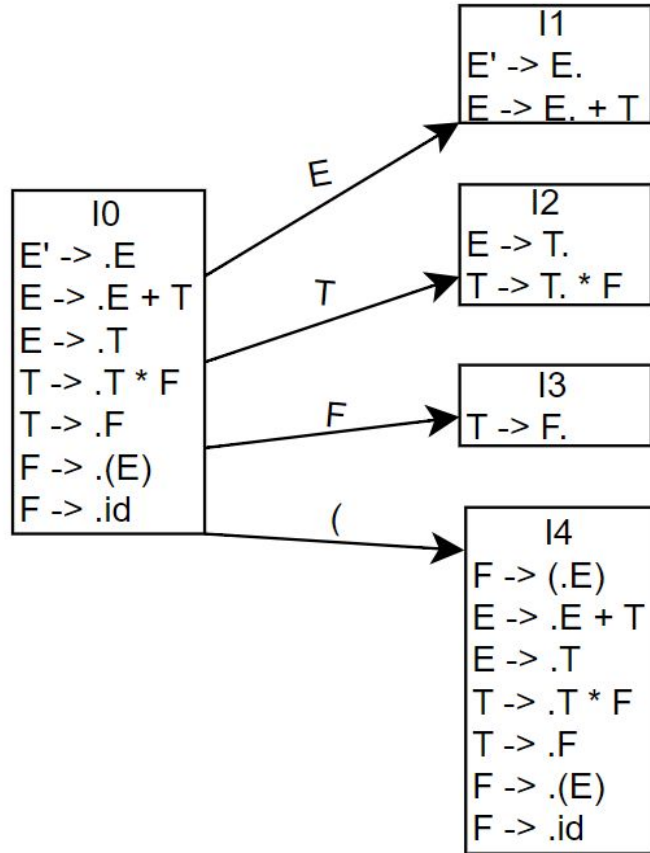 I1
E' -> E.
E -> E. + T
E
I0
E' -> .E
E -> .E + T
E -> .T
T -> .T * F
T -> .F
F -> .(E)
F -> .id
T
I2
E -> T.
T -> T. * F
F
I3
T -> F.
(
I4
F -> (.E)
E -> .E + T
E -> .T
T -> .T * F
T -> .F
F -> .(E)
F -> .id